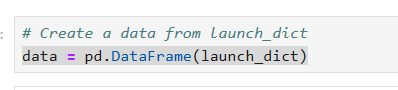 :
# Create a data from launch_dict
data = pd.DataFrame(launch_dict)